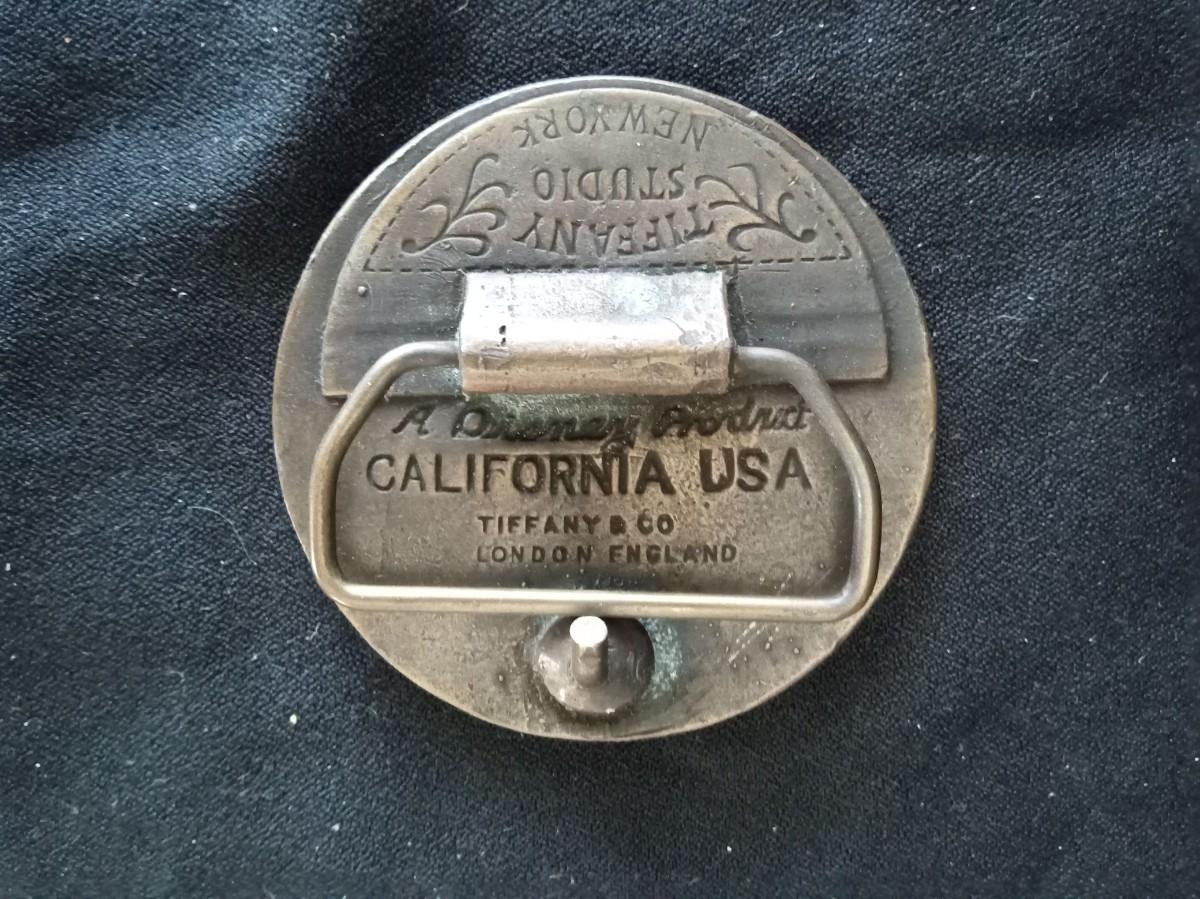 NEW YORK
TIFFANY
STUDIO
A Disney Product
CALIFORNIA USA
TIFFANY & CO
LONDON ENGLAND